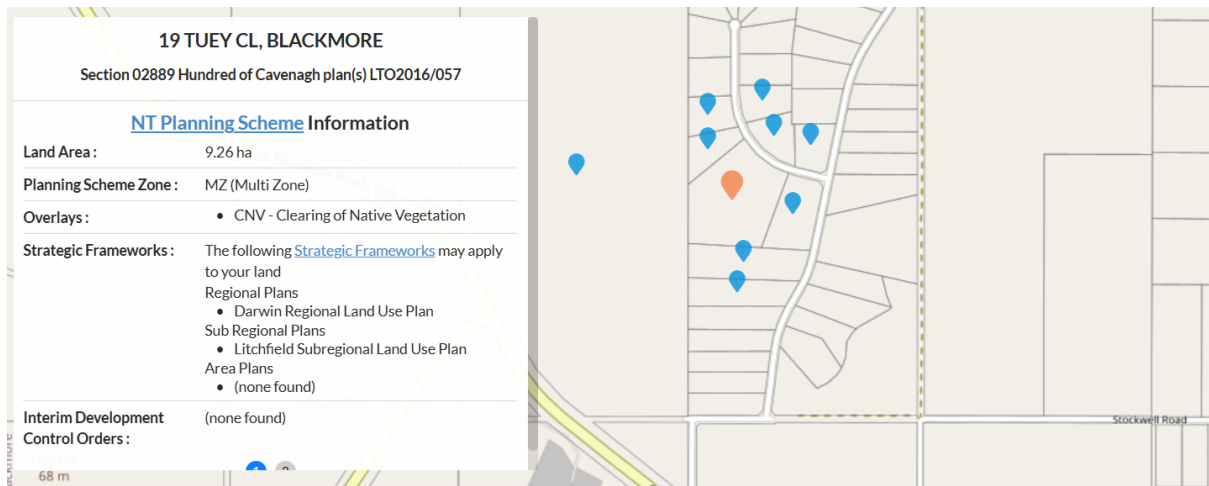 19 TUEY CL, BLACKMORE
Section 02889 Hundred of Cavenagh plan(s) LTO2016/057
NT Planning Scheme Information
Land Area : 9.26 ha
Planning Scheme Zone : MZ (Multi Zone)
Overlays : • CNV - Clearing of Native Vegetation
Strategic Frameworks : The following Strategic Frameworks may apply
to your land
Regional Plans
• Darwin Regional Land Use Plan
Sub Regional Plans
• Litchfield Subregional Land Use Plan
Area Plans
• (none found)
Interim Development (none found)
Control Orders :
68 m
Stockwell Road